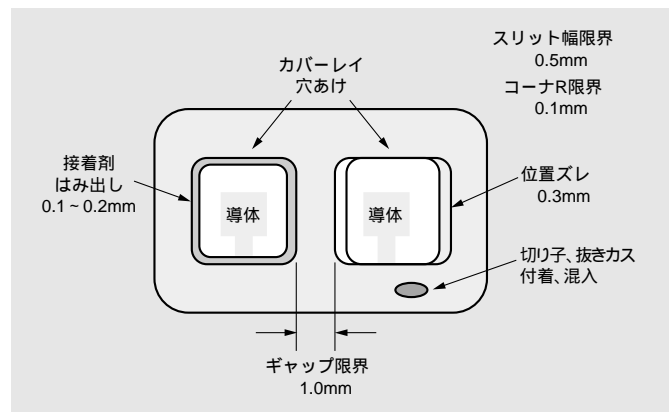 スリット幅限界
0.5mm
コーナR限界
0.1mm
カバーレイ
穴あけ
接着剤
はみ出し
0.1~0.2mm
導体
導体
位置ズレ
0.3mm
切り子、抜きカス
付着、混入
ギャップ限界
1.0mm